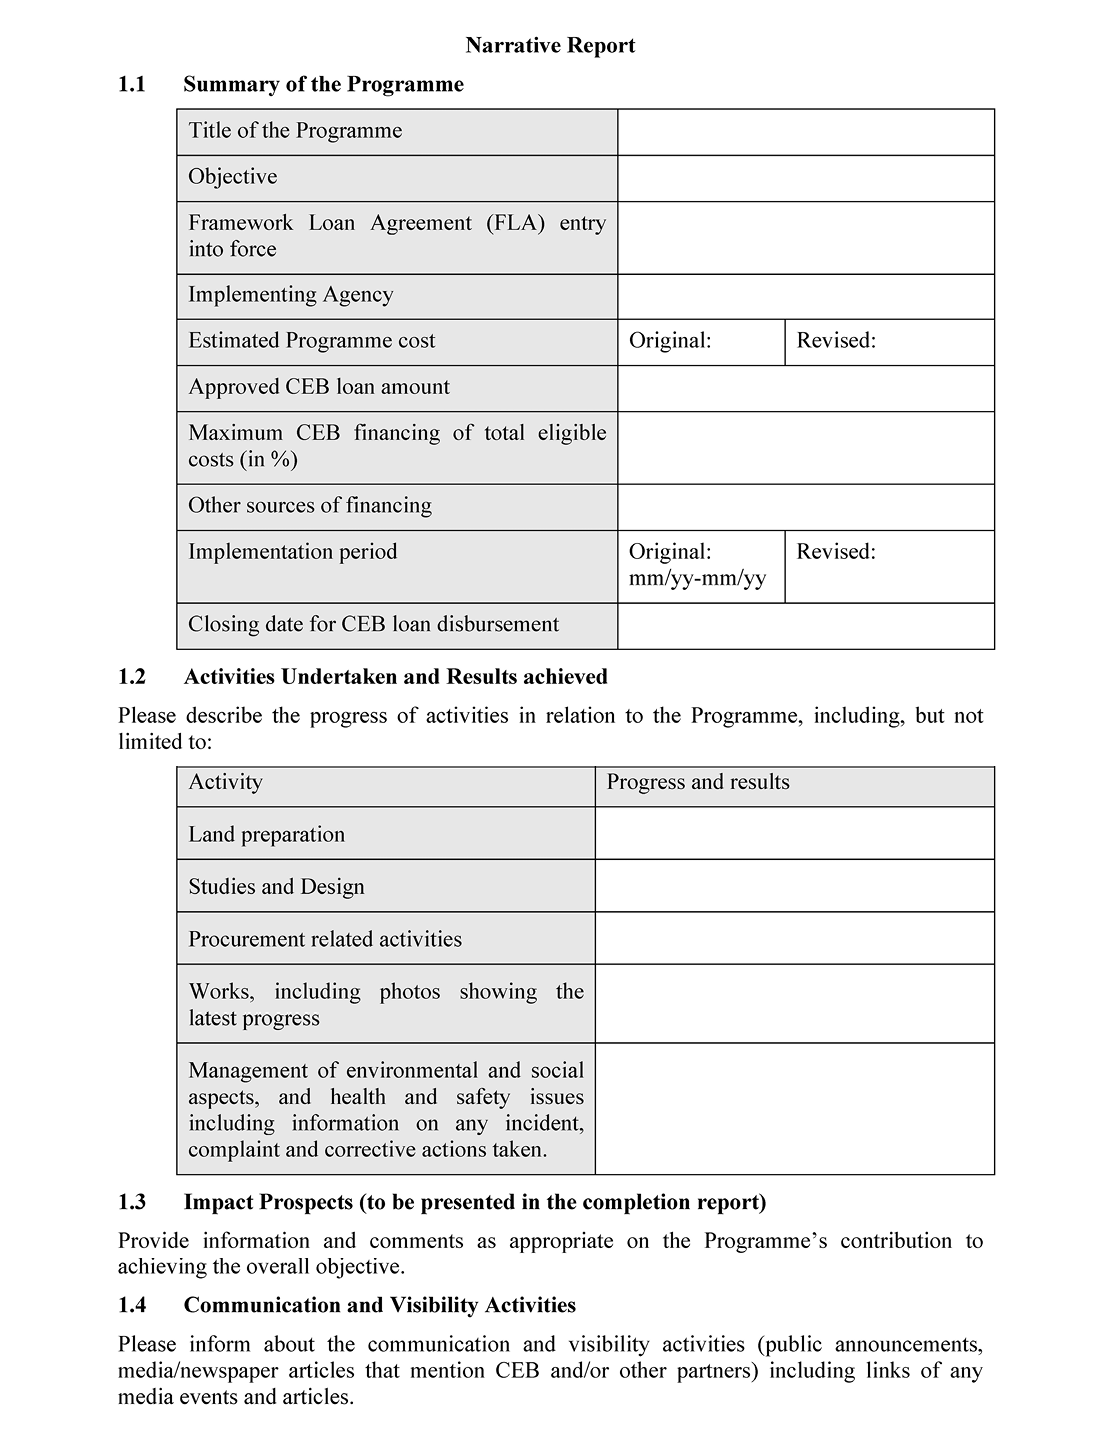 Narrative Report
1.1 Summary of the Programme
Title of the Programme
Objective
Framework Loan Agreement (FLA) entry
into force
Implementing Agency
Estimated Programme cost Original: Revised:
Approved CEB loan amount
Maximum CEB financing of total eligible
costs (in %)
Other sources of financing
Implementation period Original: Revised:
mm/yy-mm/yy
Closing date for CEB loan disbursement
1.2 Activities Undertaken and Results achieved
Please describe the progress of activities in relation to the Programme, including, but not
limited to:
Activity Progress and results
Land preparation
Studies and Design
Procurement related activities
Works, including photos showing the
latest progress
Management of environmental and social
aspects, and health and safety issues
including information on any incident,
complaint and corrective actions taken.
1.3 Impact Prospects (to be presented in the completion report)
Provide information and comments as appropriate on the Programme’s contribution to
achieving the overall objective.
1.4 Communication and Visibility Activities
Please inform about the communication and visibility activities (public announcements,
media/newspaper articles that mention CEB and/or other partners) including links of any
media events and articles.